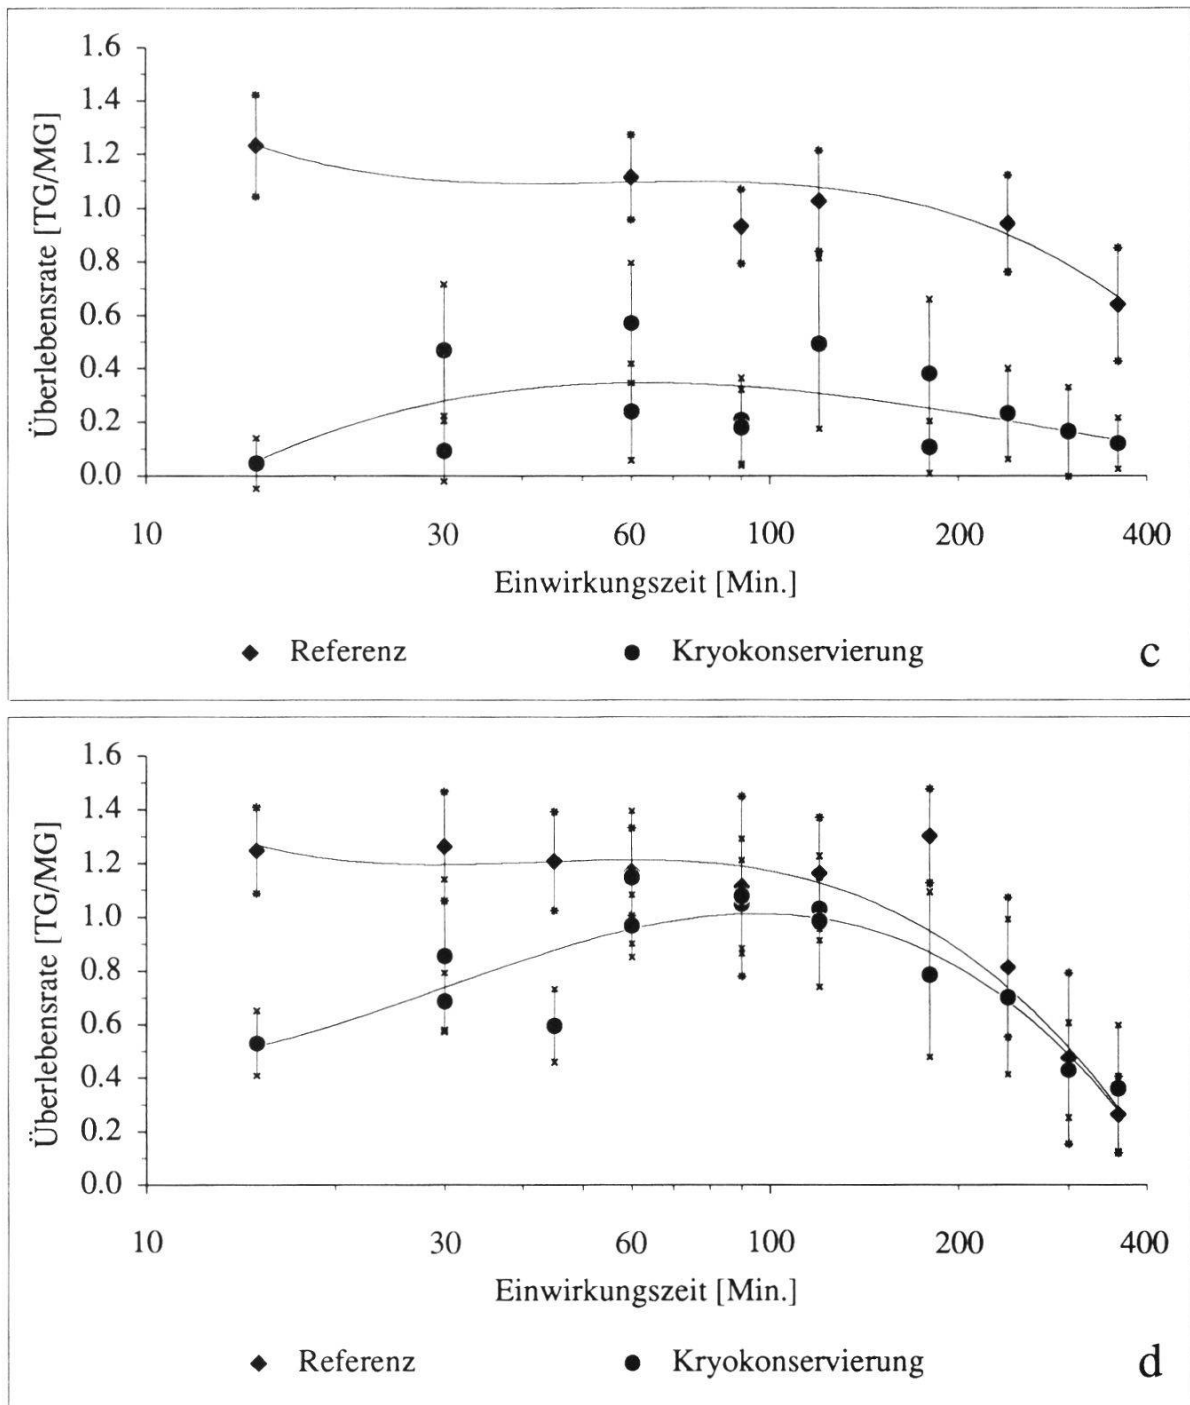 c
Überlebensrate [TG/MG]
1.6
1.4
1.2
1.0
0.8
0.6
0.4
0.2
0.0
10 30 60 100 200 400
Einwirkungszeit [Min.]
Referenz Kryokonservierung
d
Überlebensrate [TG/MG]
1.6
1.4
1.2
1.0
0.8
0.6
0.4
0.2
0.0
10 30 60 100 200 400
Einwirkungszeit [Min.]
Referenz Kryokonservierung